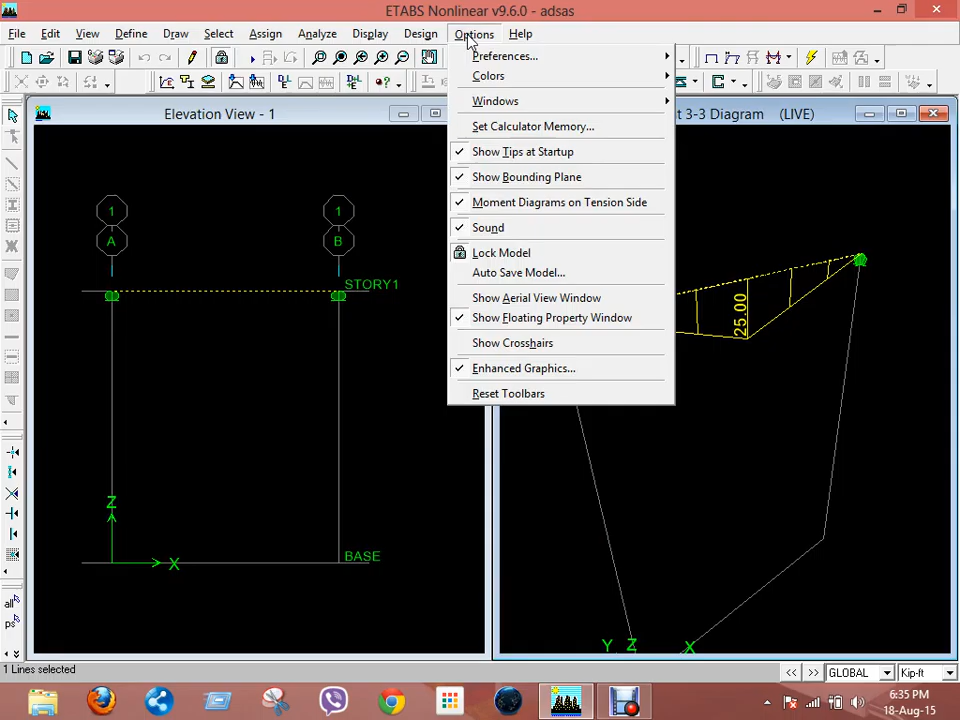 ETABS Nonlinear v9.6.0 - adsas
File Edit View Define Draw Select Assign Analyze Display Design Options Help
Elevation View - 1
t 3-3 Diagram (LIVE)
Preferences...
Colors
Windows
Set Calculator Memory...
Show Tips at Startup
Show Bounding Plane
Moment Diagrams on Tension Side
Sound
Lock Model
Auto Save Model...
Show Aerial View Window
Show Floating Property Window
Show Crosshairs
Enhanced Graphics...
Reset Toolbars
1 1
A B
STORY1
Z
X
BASE
25.00
Y Z X
all
ps
1 Lines selected
<< >> GLOBAL Kip-ft
6:35 PM
18-Aug-15